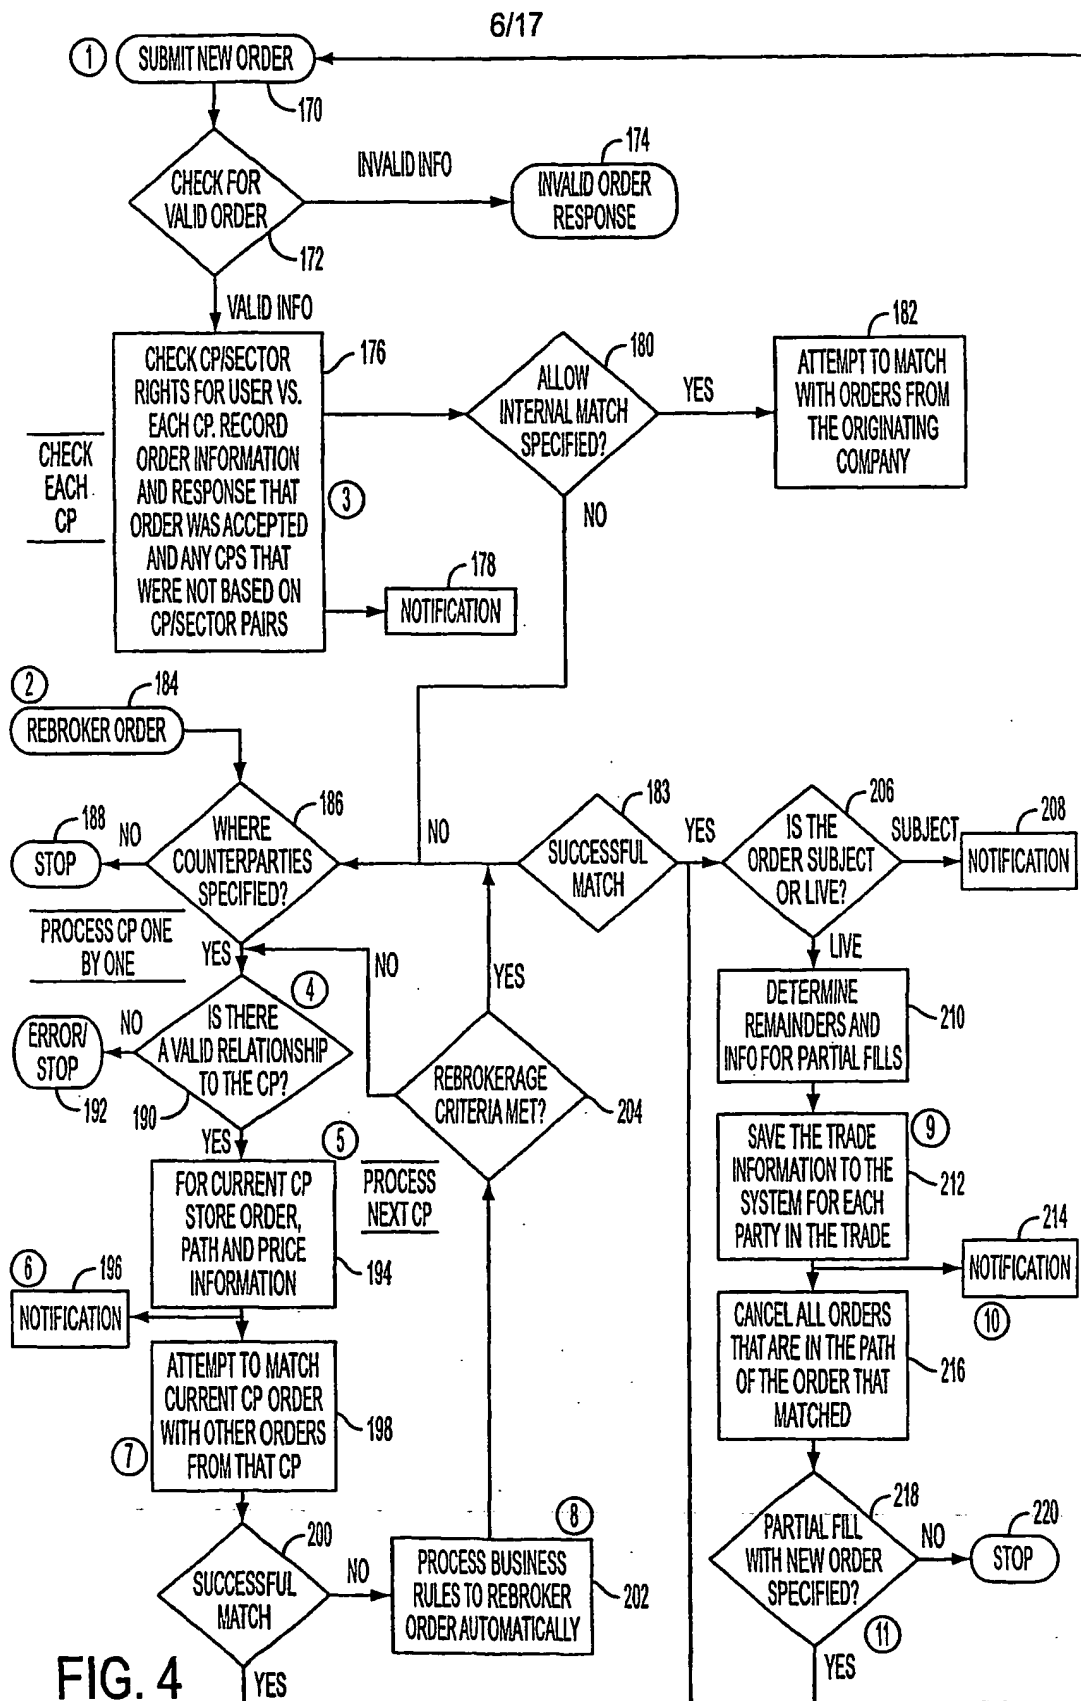 6/17
1
SUBMIT NEW ORDER
170
CHECK FOR
VALID ORDER
172
INVALID INFO
174
INVALID ORDER
RESPONSE
VALID INFO
CHECK
EACH
CP
CHECK CP/SECTOR
RIGHTS FOR USER VS.
EACH CP. RECORD
ORDER INFORMATION
AND RESPONSE THAT
ORDER WAS ACCEPTED
AND ANY CPS THAT
WERE NOT BASED ON
CP/SECTOR PAIRS
176
3
178
NOTIFICATION
180
ALLOW
INTERNAL MATCH
SPECIFIED?
YES
NO
182
ATTEMPT TO MATCH
WITH ORDERS FROM
THE ORIGINATING
COMPANY
2
184
REBROKER ORDER
186
WHERE
COUNTERPARTIES
SPECIFIED?
188
NO
STOP
NO
183
SUCCESSFUL
MATCH
YES
206
IS THE
ORDER SUBJECT
OR LIVE?
SUBJECT
208
NOTIFICATION
PROCESS CP ONE
BY ONE
YES
NO
YES
LIVE
4
IS THERE
A VALID RELATIONSHIP
TO THE CP?
NO
ERROR/
STOP
192
190
YES
REBROKERAGE
CRITERIA MET?
204
DETERMINE
REMAINDERS AND
INFO FOR PARTIAL FILLS
210
5
FOR CURRENT CP
STORE ORDER,
PATH AND PRICE
INFORMATION
194
PROCESS
NEXT CP
SAVE THE TRADE
INFORMATION TO THE
SYSTEM FOR EACH
PARTY IN THE TRADE
9
212
214
NOTIFICATION
10
6
196
NOTIFICATION
CANCEL ALL ORDERS
THAT ARE IN THE PATH
OF THE ORDER THAT
MATCHED
216
ATTEMPT TO MATCH
CURRENT CP ORDER
WITH OTHER ORDERS
FROM THAT CP
198
7
200
SUCCESSFUL
MATCH
NO
8
PROCESS BUSINESS
RULES TO REBROKER
ORDER AUTOMATICALLY
202
218
PARTIAL FILL
WITH NEW ORDER
SPECIFIED?
NO
220
STOP
11
YES
YES
FIG. 4